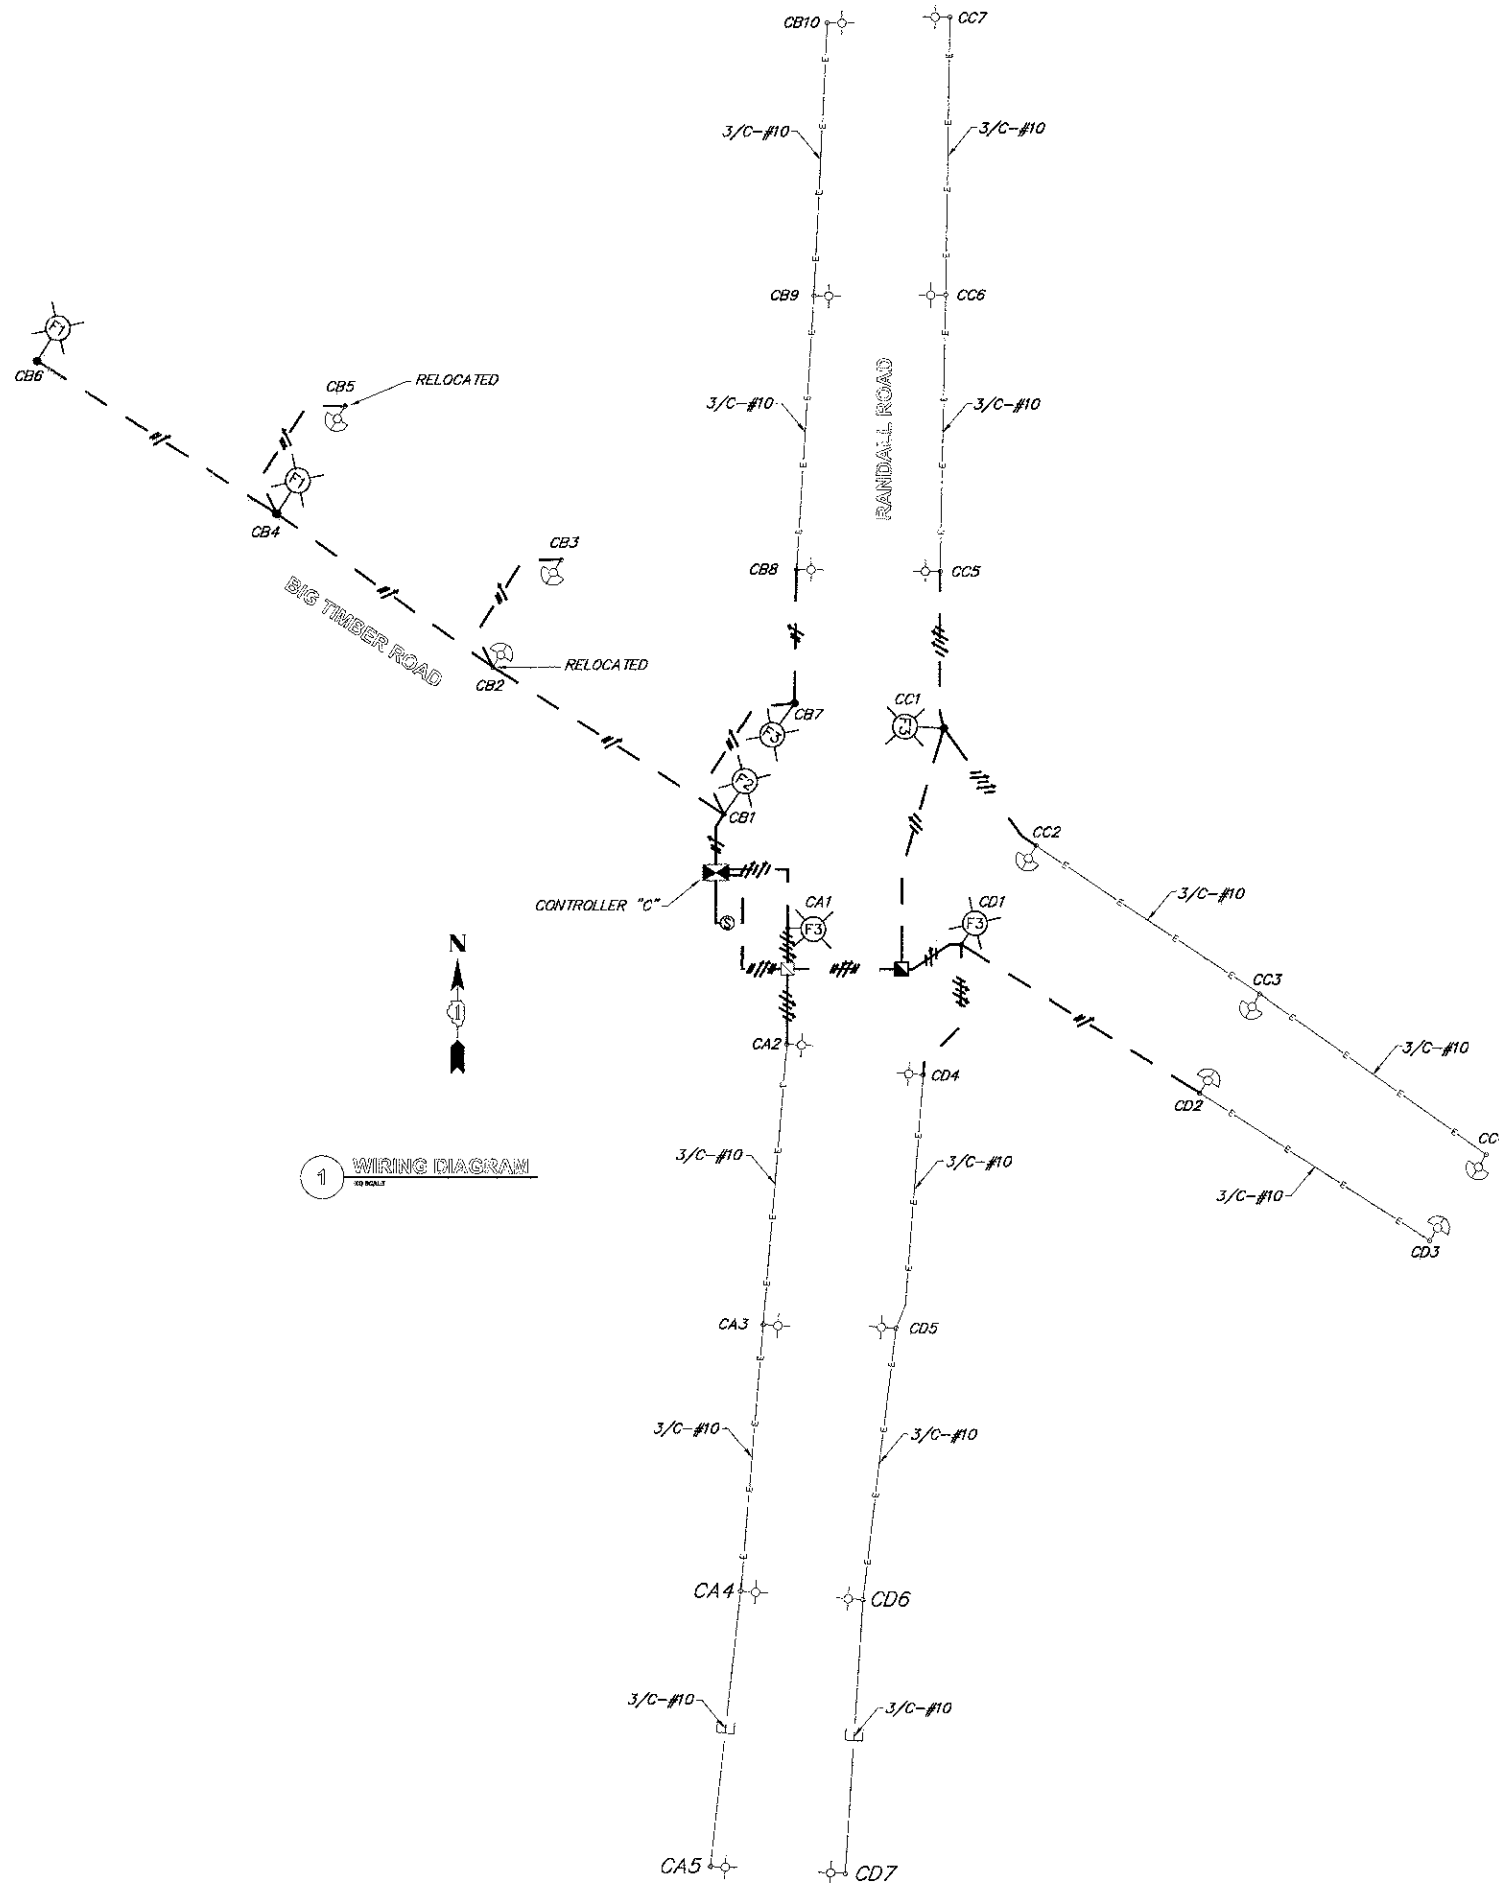 CB10
CC7
3/C-#10
3/C-#10
CB9
CC6
F1
CB6
CB5
RELOCATED
3/C-#10
3/C-#10
RANDALL ROAD
F1
CB4
CB3
CB8
CC5
BIG TIMBER ROAD
RELOCATED
CB2
CC1
CB7
F3
F3
F2
CB1
CC2
CONTROLLER "C"
3/C-#10
CA1
CD1
S
F3
F3
N
1
CC3
CA2
CD4
3/C-#10
CD2
3/C-#10
3/C-#10
CC
1
WIRING DIAGRAM
3/C-#10
CD3
CA3
CD5
3/C-#10
3/C-#10
CA4
CD6
3/C-#10
3/C-#10
CA5
CD7